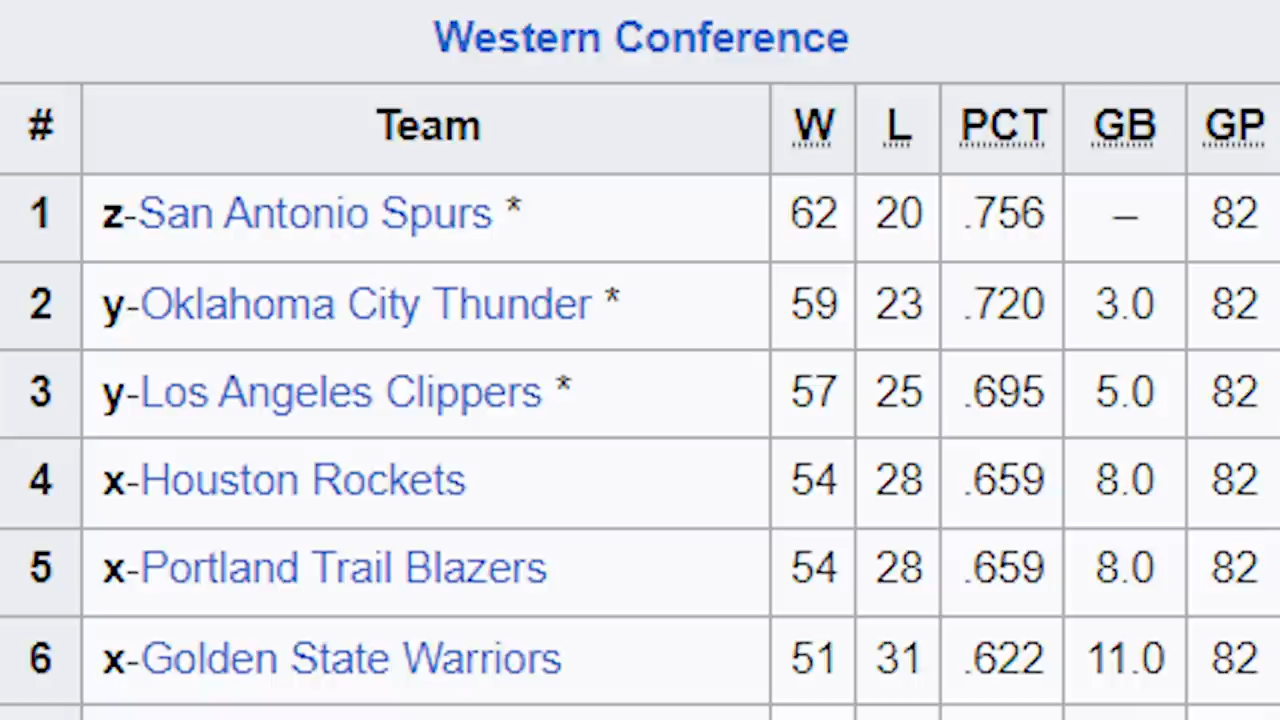 Western Conference
# Team W L PCT GB GP
1 z-San Antonio Spurs * 62 20 .756 – 82
2 y-Oklahoma City Thunder * 59 23 .720 3.0 82
3 y-Los Angeles Clippers * 57 25 .695 5.0 82
4 x-Houston Rockets 54 28 .659 8.0 82
5 x-Portland Trail Blazers 54 28 .659 8.0 82
6 x-Golden State Warriors 51 31 .622 11.0 82